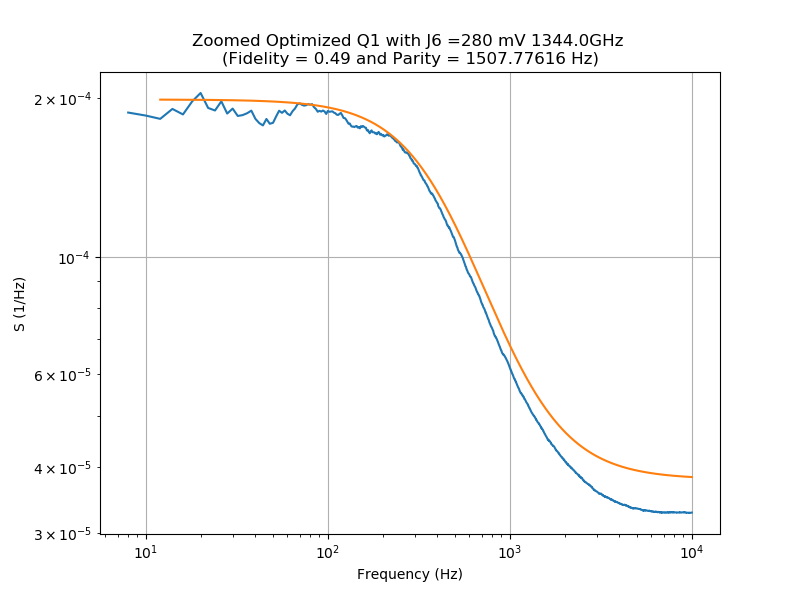 Zoomed Optimized Q1 with J6 =280 mV 1344.0GHz
(Fidelity = 0.49 and Parity = 1507.77616 Hz)
S (1/Hz)
2 × 10⁻⁴
10⁻⁴
6 × 10⁻⁵
4 × 10⁻⁵
3 × 10⁻⁵
10¹ 10² 10³ 10⁴
Frequency (Hz)